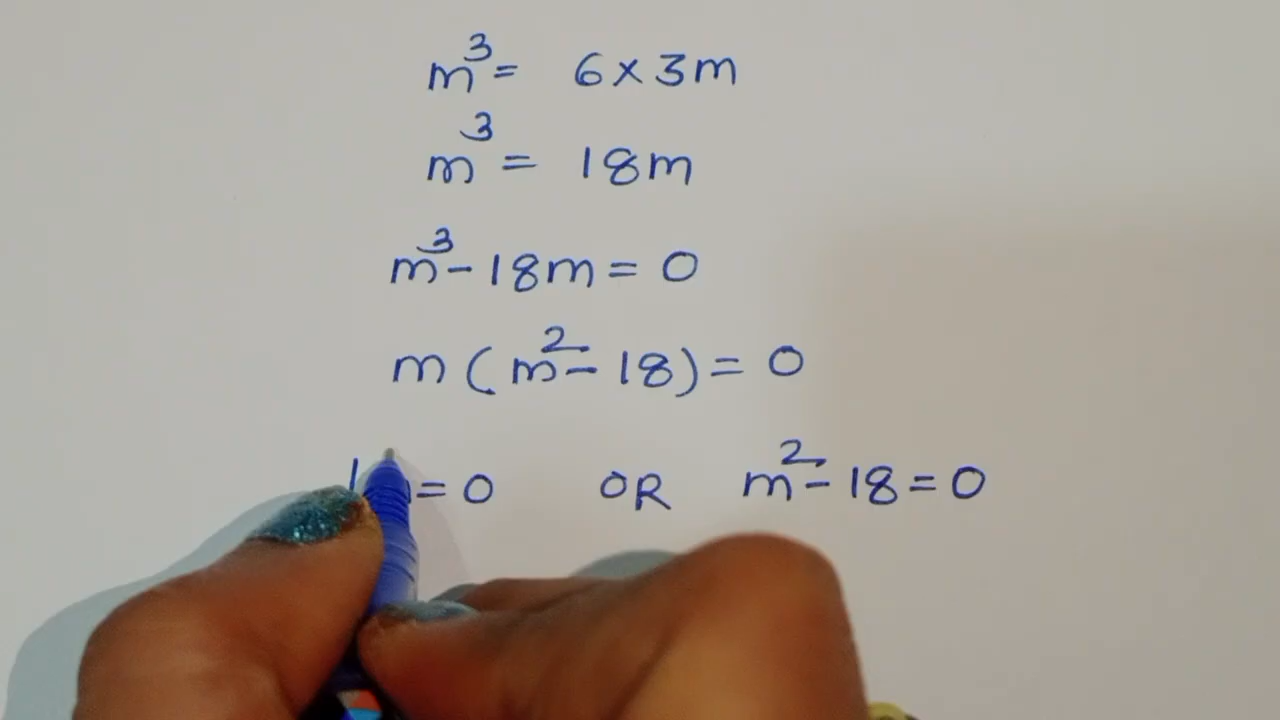 m³ = 6 × 3m
m³ = 18m
m³ - 18m = 0
m (m² - 18) = 0
= 0 OR m² - 18 = 0